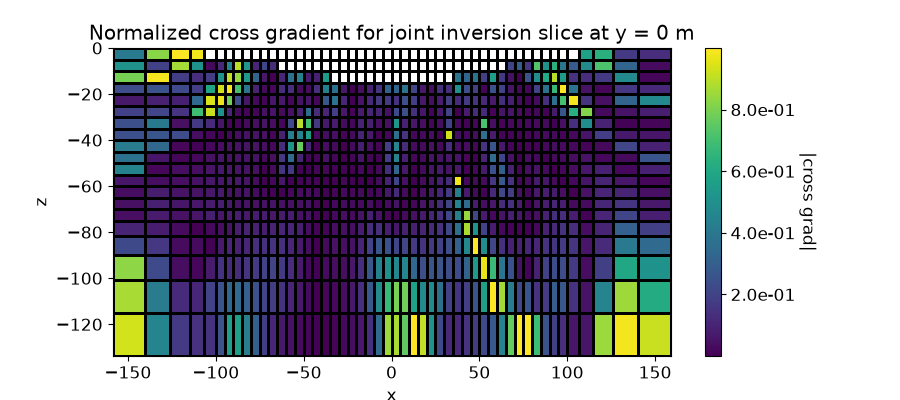 Normalized cross gradient for joint inversion slice at y = 0 m
0
−20
−40
−60
−80
−100
−120
z
−150
−100
−50
0
50
100
150
x
8.0e-01
6.0e-01
4.0e-01
2.0e-01
|cross grad|